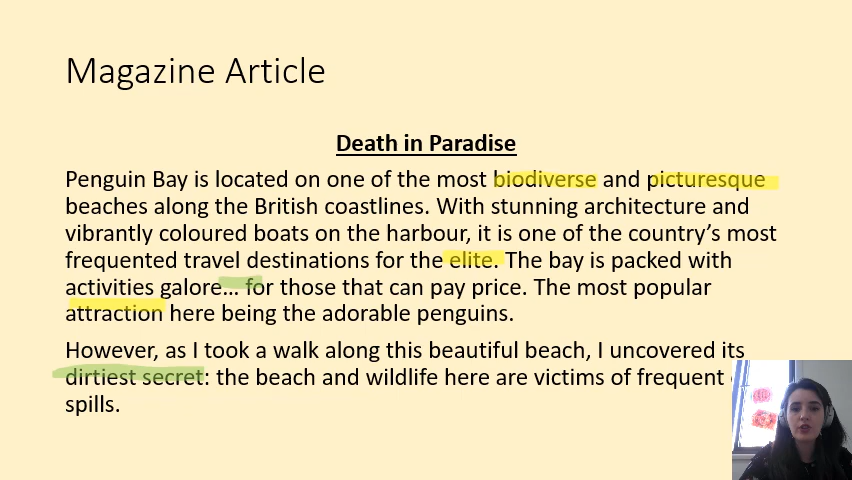 Magazine Article
Death in Paradise
Penguin Bay is located on one of the most biodiverse and picturesque
beaches along the British coastlines. With stunning architecture and
vibrantly coloured boats on the harbour, it is one of the country's most
frequented travel destinations for the elite. The bay is packed with
activities galore… for those that can pay price. The most popular
attraction here being the adorable penguins.
However, as I took a walk along this beautiful beach, I uncovered its
dirtiest secret: the beach and wildlife here are victims of frequent
spills.